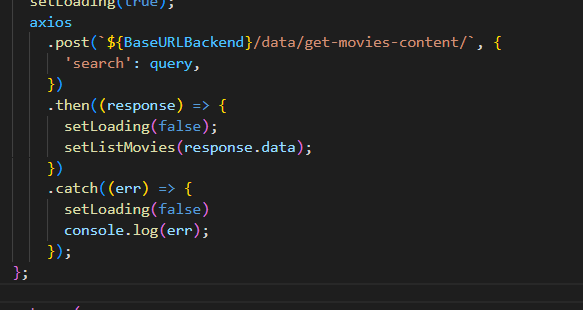 setLoading(true);
axios
.post(`${BaseURLBackend}/data/get-movies-content/`, {
'search': query,
})
.then((response) => {
setLoading(false);
setListMovies(response.data);
})
.catch((err) => {
setLoading(false)
console.log(err);
});
};